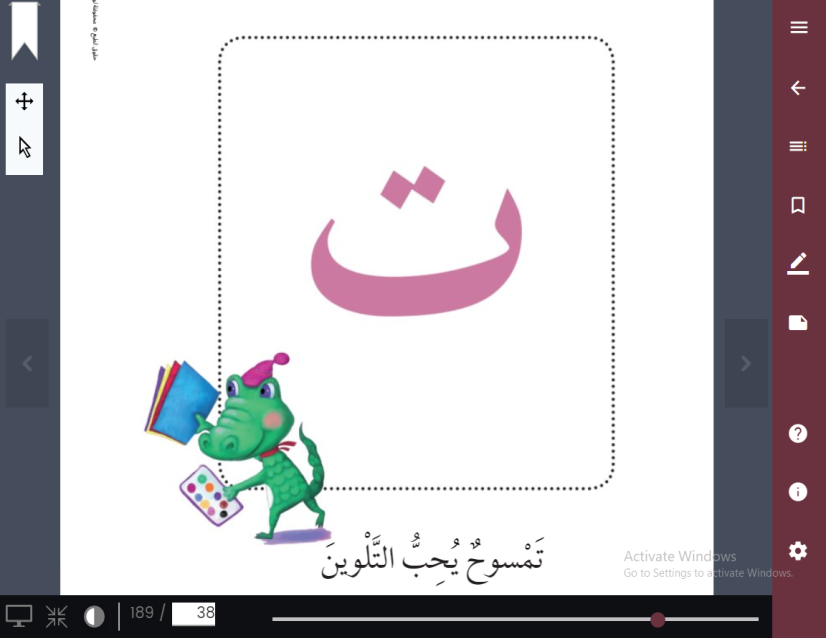 ت
تَمْسوحٌ يُحِبُّ التَّلْوينَ
Activate Windows
Go to Settings to activate Windows.
189 / 38